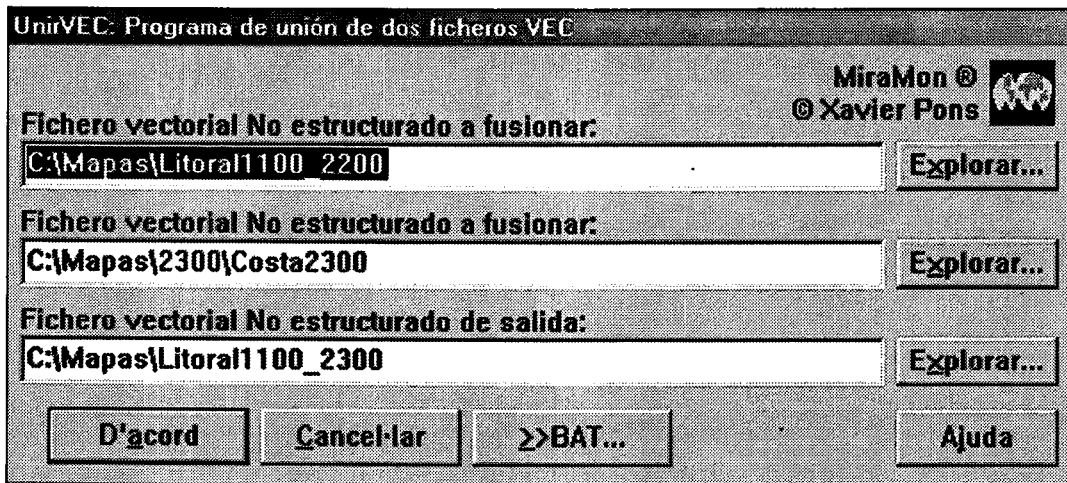 UnirVEC: Programa de unión de dos ficheros VEC
MiraMon ®
© Xavier Pons
Fichero vectorial No estructurado a fusionar:
C:\Mapas\Litoral1100_2200
Explorar...
Fichero vectorial No estructurado a fusionar:
C:\Mapas\2300\Costa2300
Explorar...
Fichero vectorial No estructurado de salida:
C:\Mapas\Litoral1100_2300
Explorar...
D'acord Cancel·lar >>BAT... Ajuda